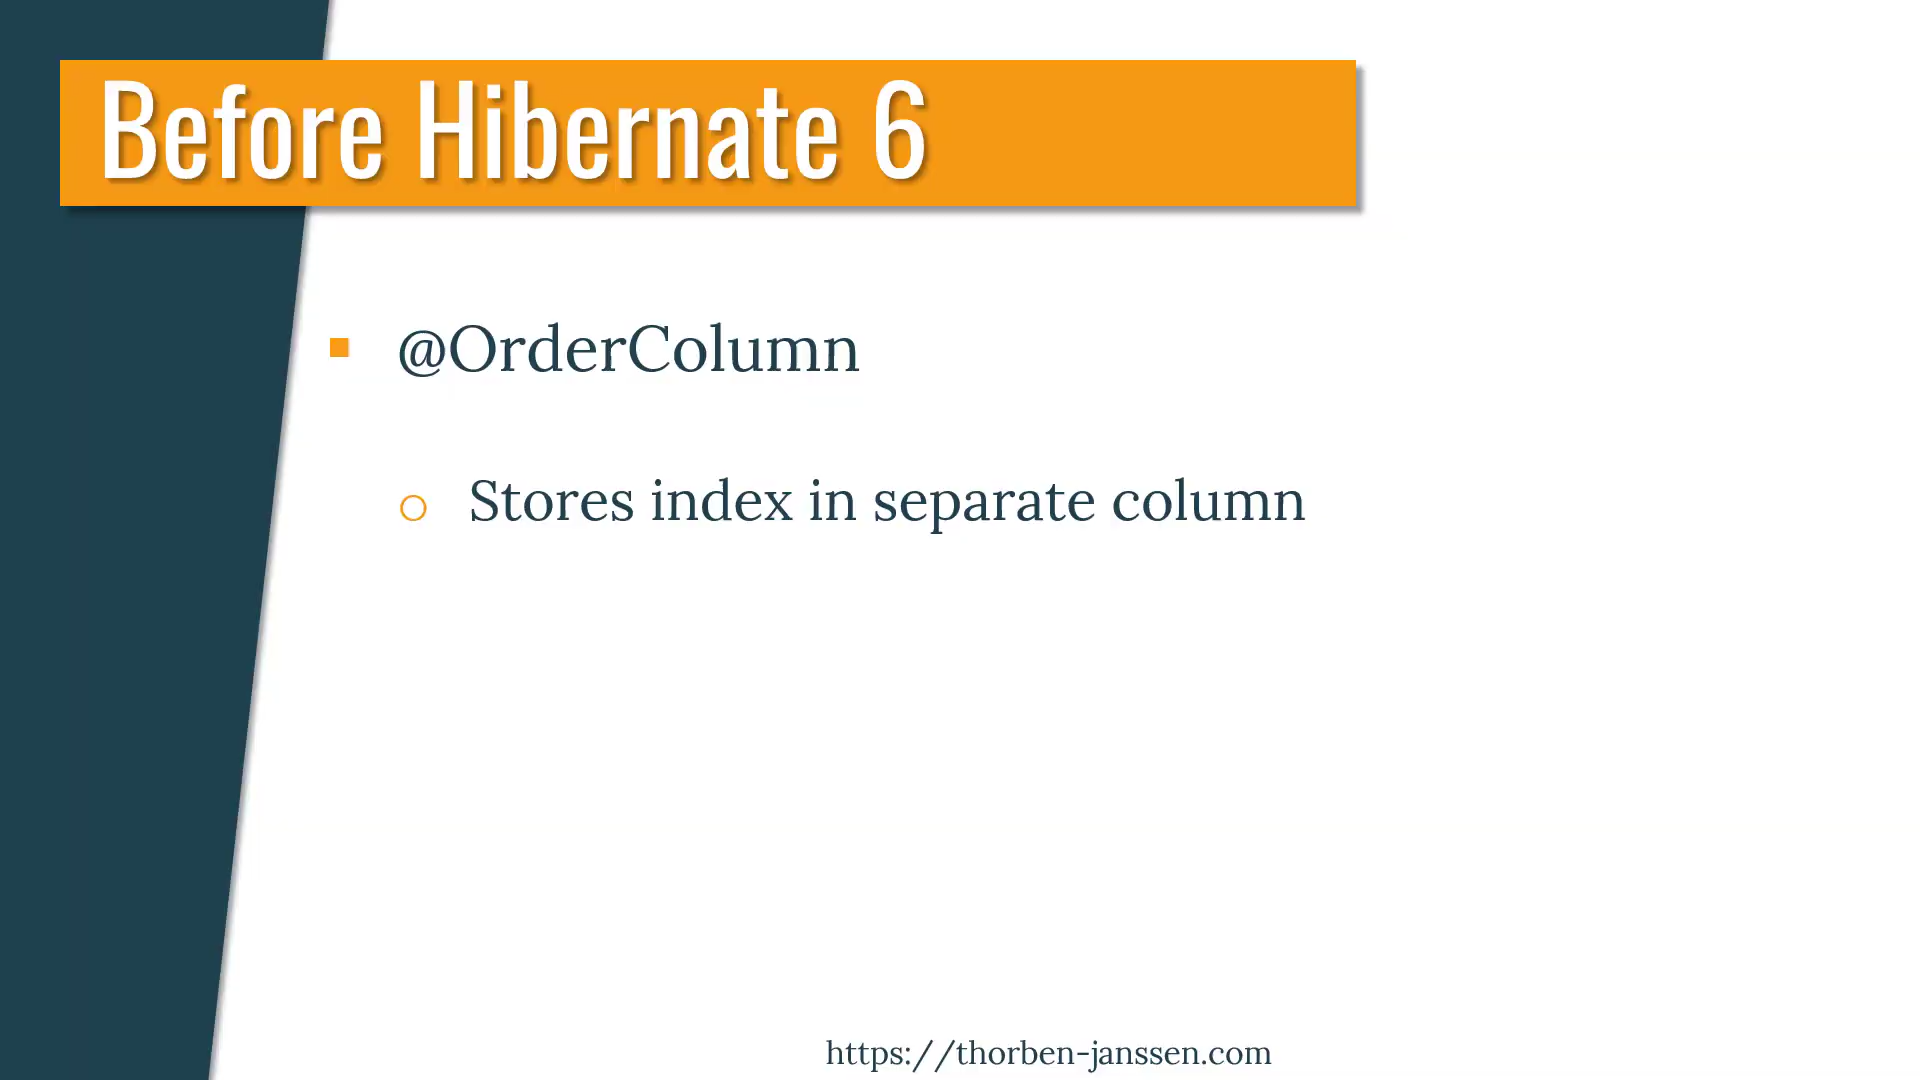 Before Hibernate 6
@OrderColumn
Stores index in separate column
https://thorben-janssen.com